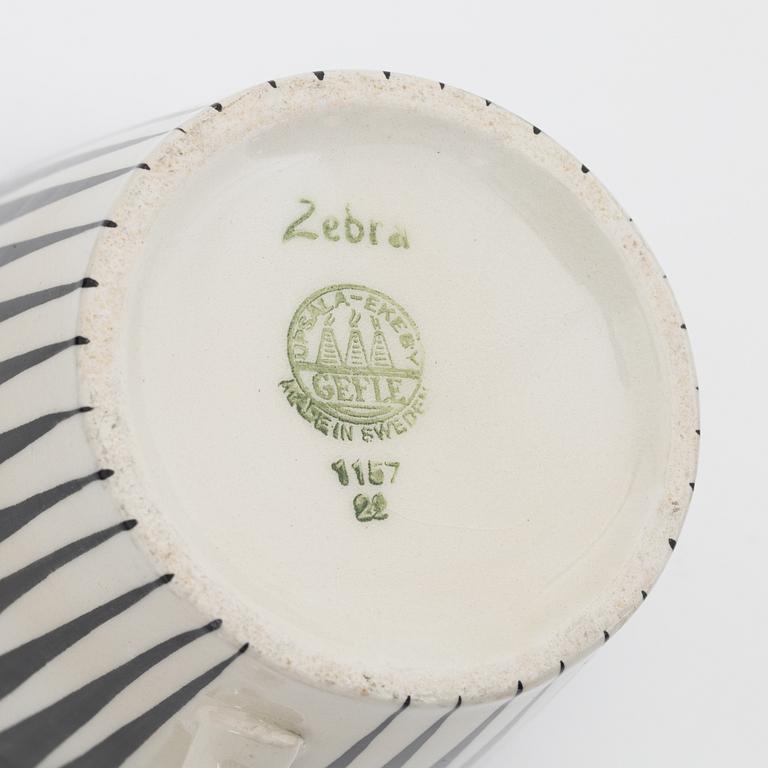 Zebra
UPSALA-EKEBY
GEFLE
MADE IN SWEDEN
1157
22